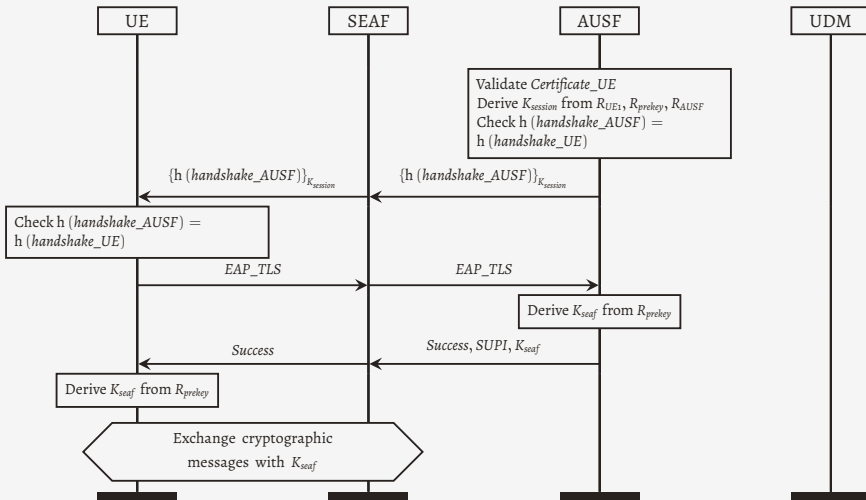 UE SEAF AUSF UDM
Validate Certificate_UE
Derive K_session from R_UE1, R_prekey, R_AUSF
Check h (handshake_AUSF) =
h (handshake_UE)
{h (handshake_AUSF)}_K_session {h (handshake_AUSF)}_K_session
Check h (handshake_AUSF) =
h (handshake_UE)
EAP_TLS EAP_TLS
Derive K_seaf from R_prekey
Success Success, SUPI, K_seaf
Derive K_seaf from R_prekey
Exchange cryptographic
messages with K_seaf